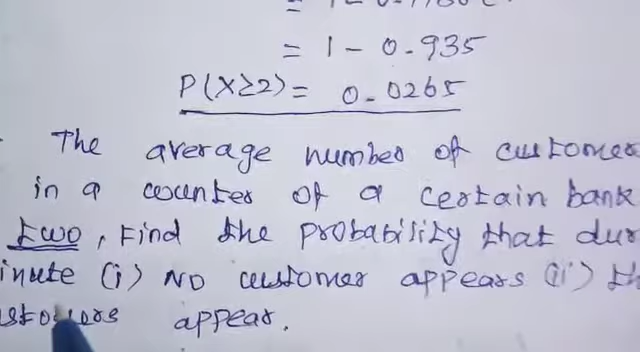 = 1 - 0.935
P(X≥2) = 0.0265
The average number of customer
in a counter of a certain bank
two, Find the probability that dur
inute (i) NO customer appears (ii) th
appear.